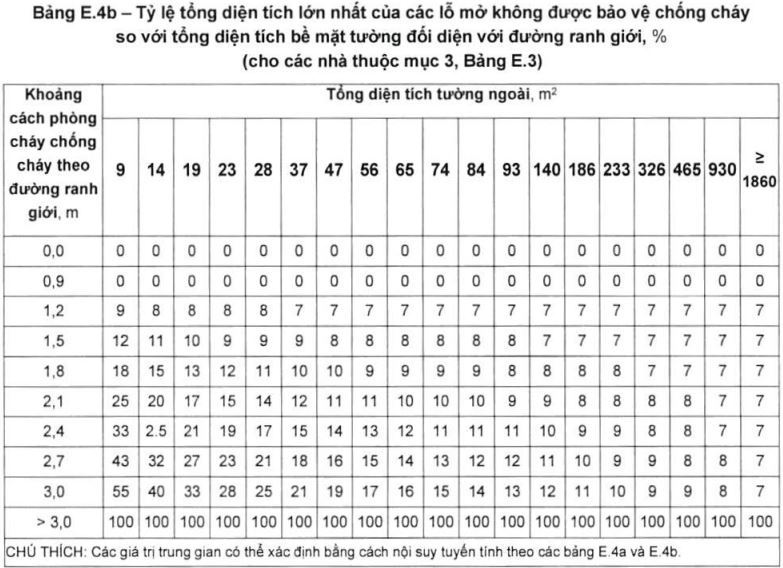 Bảng E.4b – Tỷ lệ tổng diện tích lớn nhất của các lỗ mở không được bảo vệ chống cháy
so với tổng diện tích bề mặt tường đối diện với đường ranh giới, %
(cho các nhà thuộc mục 3, Bảng E.3)
Khoảng cách phòng cháy chống cháy theo đường ranh giới, m
Tổng diện tích tường ngoài, m²
9 14 19 23 28 37 47 56 65 74 84 93 140 186 233 326 465 930 ≥ 1860
0,0 0 0 0 0 0 0 0 0 0 0 0 0 0 0 0 0 0 0 0
0,9 0 0 0 0 0 0 0 0 0 0 0 0 0 0 0 0 0 0 0
1,2 9 8 8 8 8 7 7 7 7 7 7 7 7 7 7 7 7 7 7
1,5 12 11 10 9 9 9 8 8 8 8 8 8 7 7 7 7 7 7 7
1,8 18 15 13 12 11 10 10 9 9 9 9 8 8 8 8 7 7 7 7
2,1 25 20 17 15 14 12 11 11 10 10 10 9 9 8 8 8 8 7 7
2,4 33 2.5 21 19 17 15 14 13 12 11 11 11 10 9 9 8 8 7 7
2,7 43 32 27 23 21 18 16 15 14 13 12 12 11 10 9 9 8 8 7
3,0 55 40 33 28 25 21 19 17 16 15 14 13 12 11 10 9 9 8 7
> 3,0 100 100 100 100 100 100 100 100 100 100 100 100 100 100 100 100 100 100 100
CHÚ THÍCH: Các giá trị trung gian có thể xác định bằng cách nội suy tuyến tính theo các bảng E.4a và E.4b.